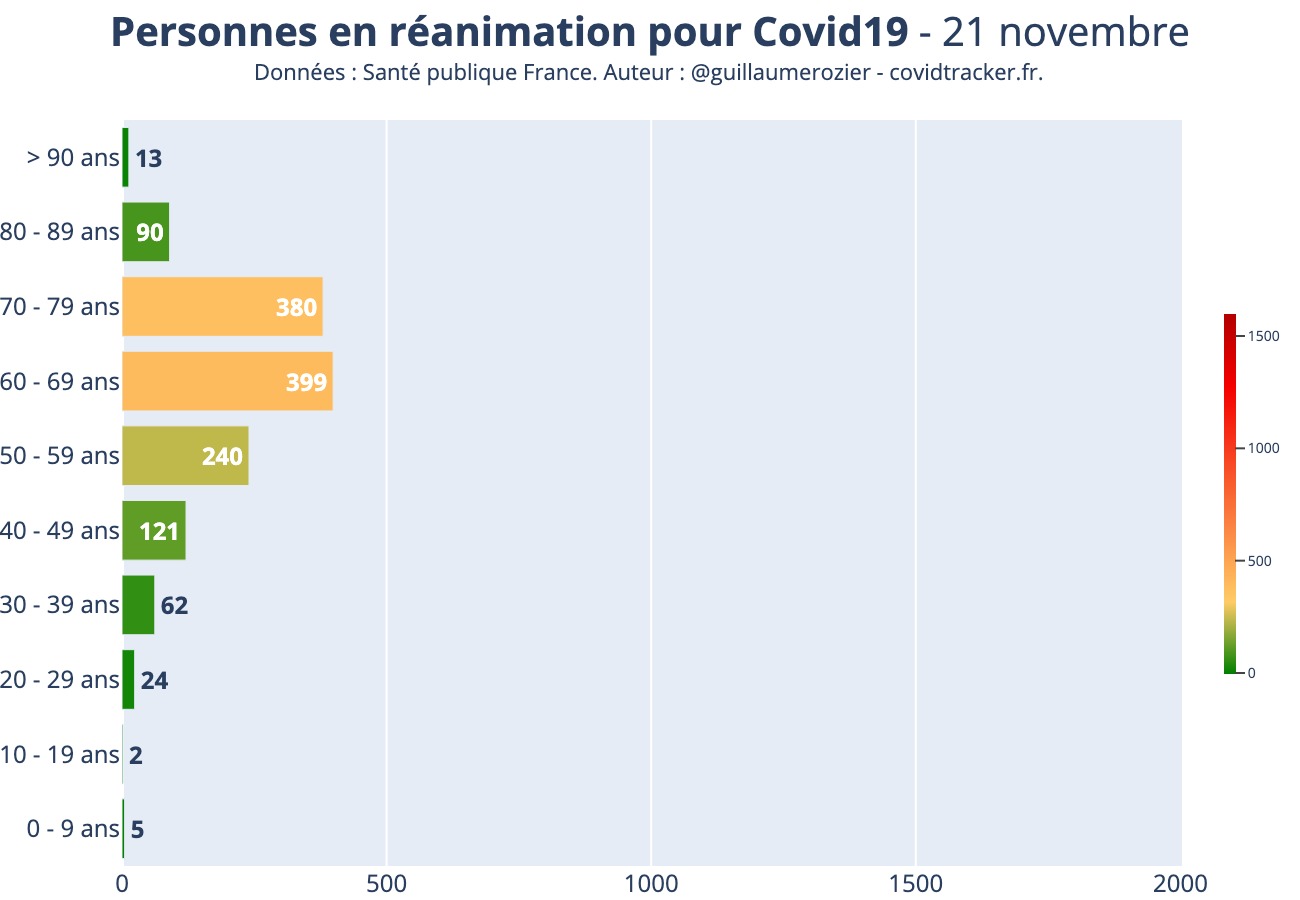 Personnes en réanimation pour Covid19 - 21 novembre
Données : Santé publique France. Auteur : @guillaumerozier - covidtracker.fr.
> 90 ans 13
80 - 89 ans 90
70 - 79 ans 380
60 - 69 ans 399
50 - 59 ans 240
40 - 49 ans 121
30 - 39 ans 62
20 - 29 ans 24
10 - 19 ans 2
0 - 9 ans 5
0 500 1000 1500 2000
1500
1000
500
0